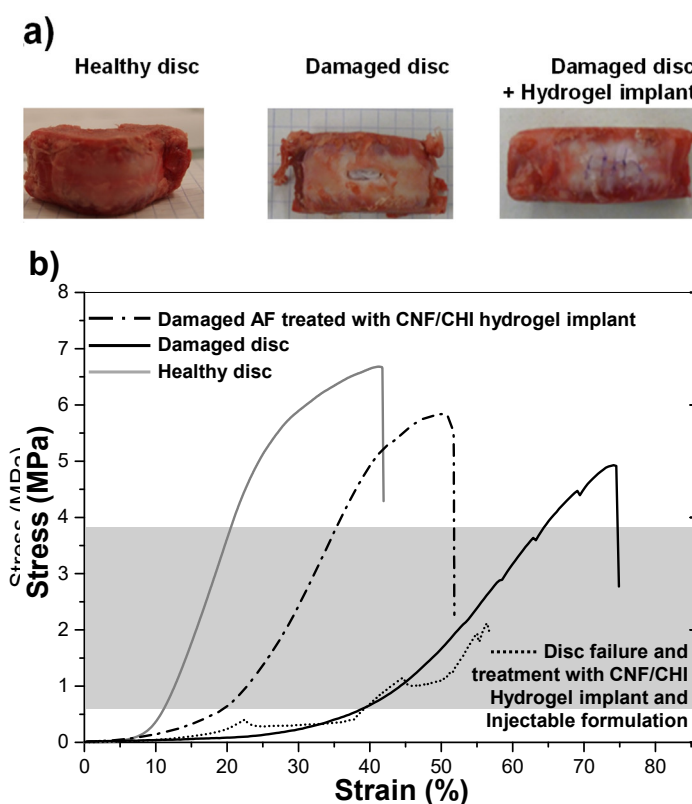 a)
Healthy disc
Damaged disc
Damaged disc
+ Hydrogel implant
b)
8
7
6
5
4
3
2
1
0
Stress (MPa)
Stress (MPa)
Damaged AF treated with CNF/CHI hydrogel implant
Damaged disc
Healthy disc
Disc failure and
treatment with CNF/CHI
Hydrogel implant and
Injectable formulation
0 10 20 30 40 50 60 70 80
Strain (%)